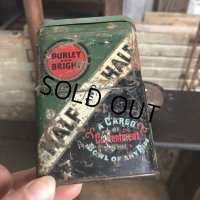 BURLEY
AND
BRIGHT
HALF
HALF
SOLD OUT
A CARGO
OF
CONTENTMENT
IN THE
BOWL OF ANY PIPE